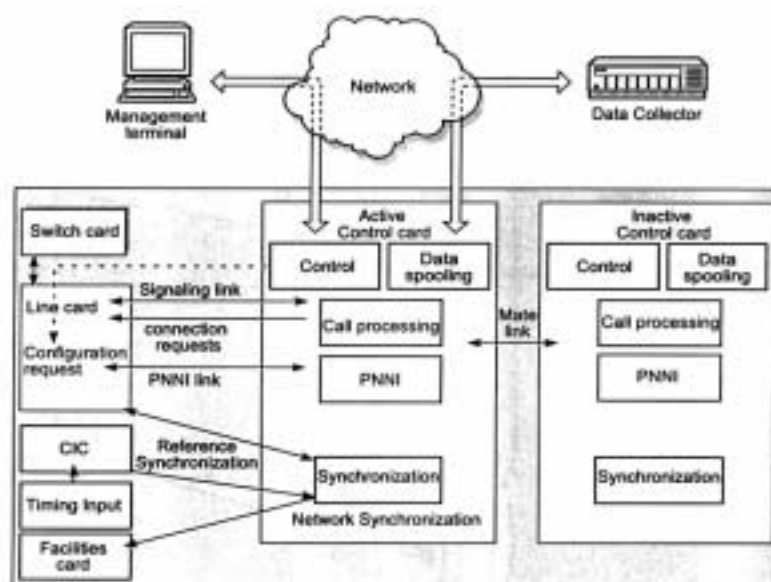 Network
Management
terminal
Data Collector
Active
Control card
Inactive
Control card
Switch card
Control
Data
spooling
Control
Data
spooling
Line card
Signaling link
Call processing
Mate
link
Call processing
connection
requests
Configuration
request
PNNI link
PNNI
PNNI
CIC
Reference
Synchronization
Synchronization
Synchronization
Timing Input
Network Synchronization
Facilities
card